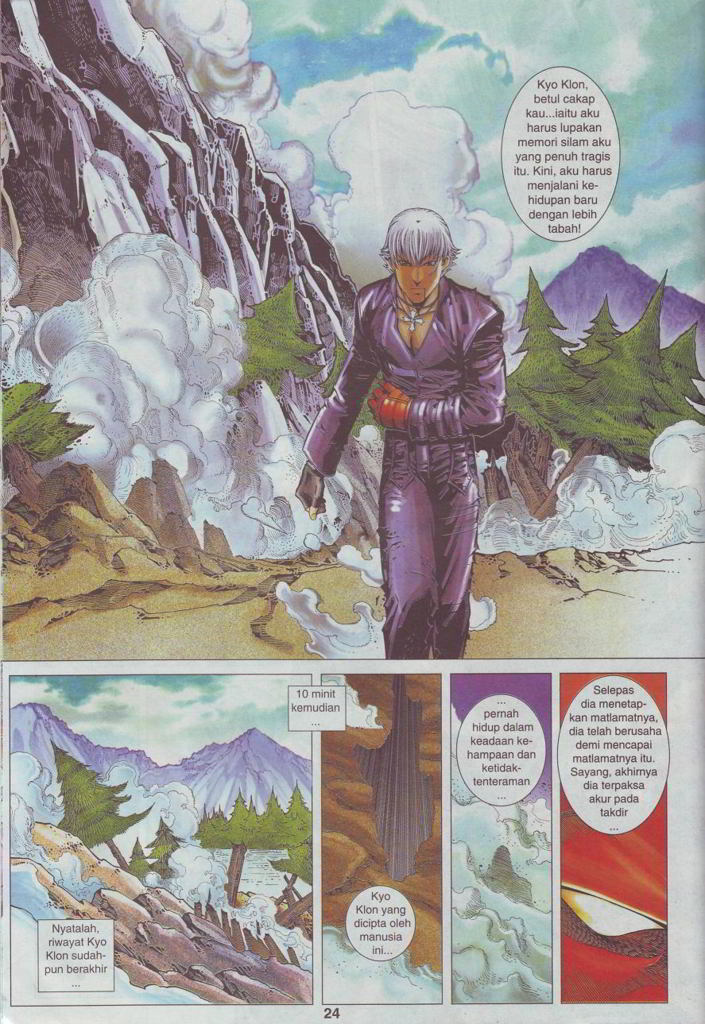 Kyo Klon,
betul cakap
kau...iaitu aku
harus lupakan
memori silam aku
yang penuh tragis
itu. Kini, aku harus
menjalani ke-
hidupan baru
dengan lebih
tabah!
Nyatalah,
riwayat Kyo
Klon sudah-
pun berakhir
...
10 minit
kemudian
...
Kyo
Klon yang
dicipta oleh
manusia
ini...
...
pernah
hidup dalam
keadaan ke-
hampaan dan
ketidak-
tenteraman
...
Selepas
dia menetap-
kan matlamatnya,
dia telah berusaha
demi mencapai
matlamatnya itu.
Sayang, akhirnya
dia terpaksa
akur pada
takdir
...
24